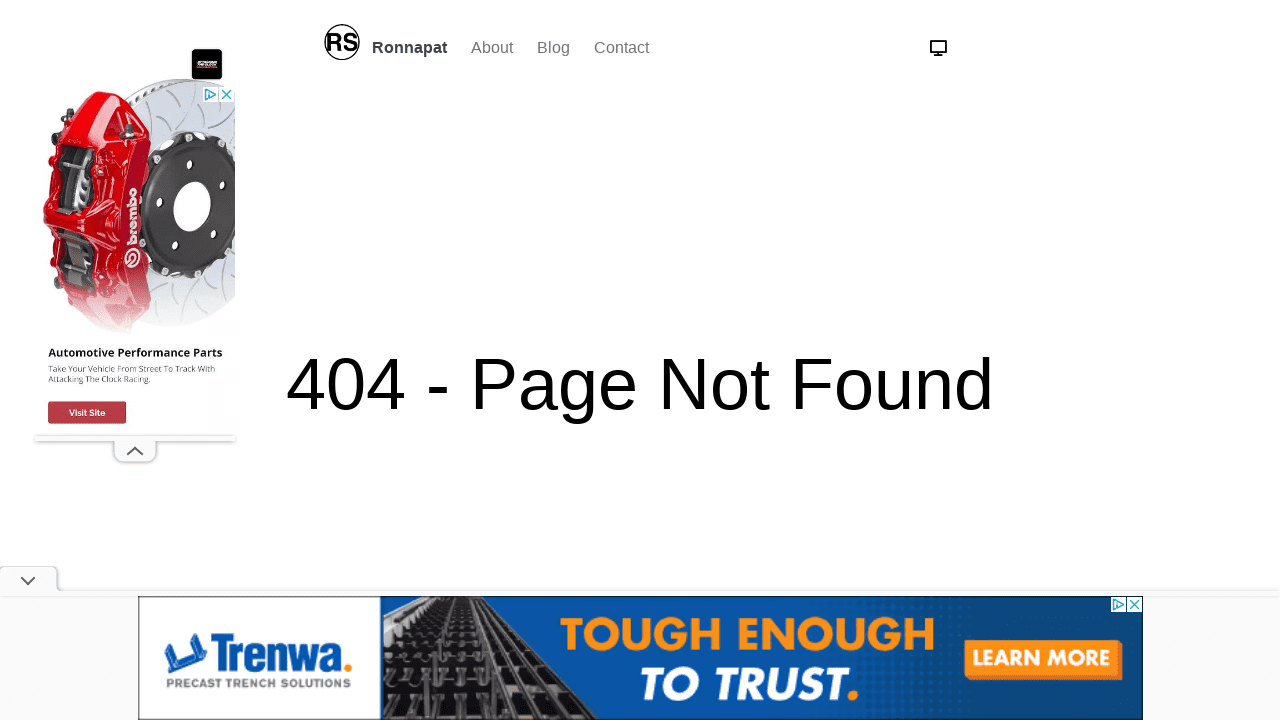 RS Ronnapat About Blog Contact
brembo
Automotive Performance Parts
Take Your Vehicle From Street To Track With
Attacking The Clock Racing.
Visit Site
404 - Page Not Found
Trenwa.
PRECAST TRENCH SOLUTIONS
TOUGH ENOUGH
TO TRUST.
LEARN MORE